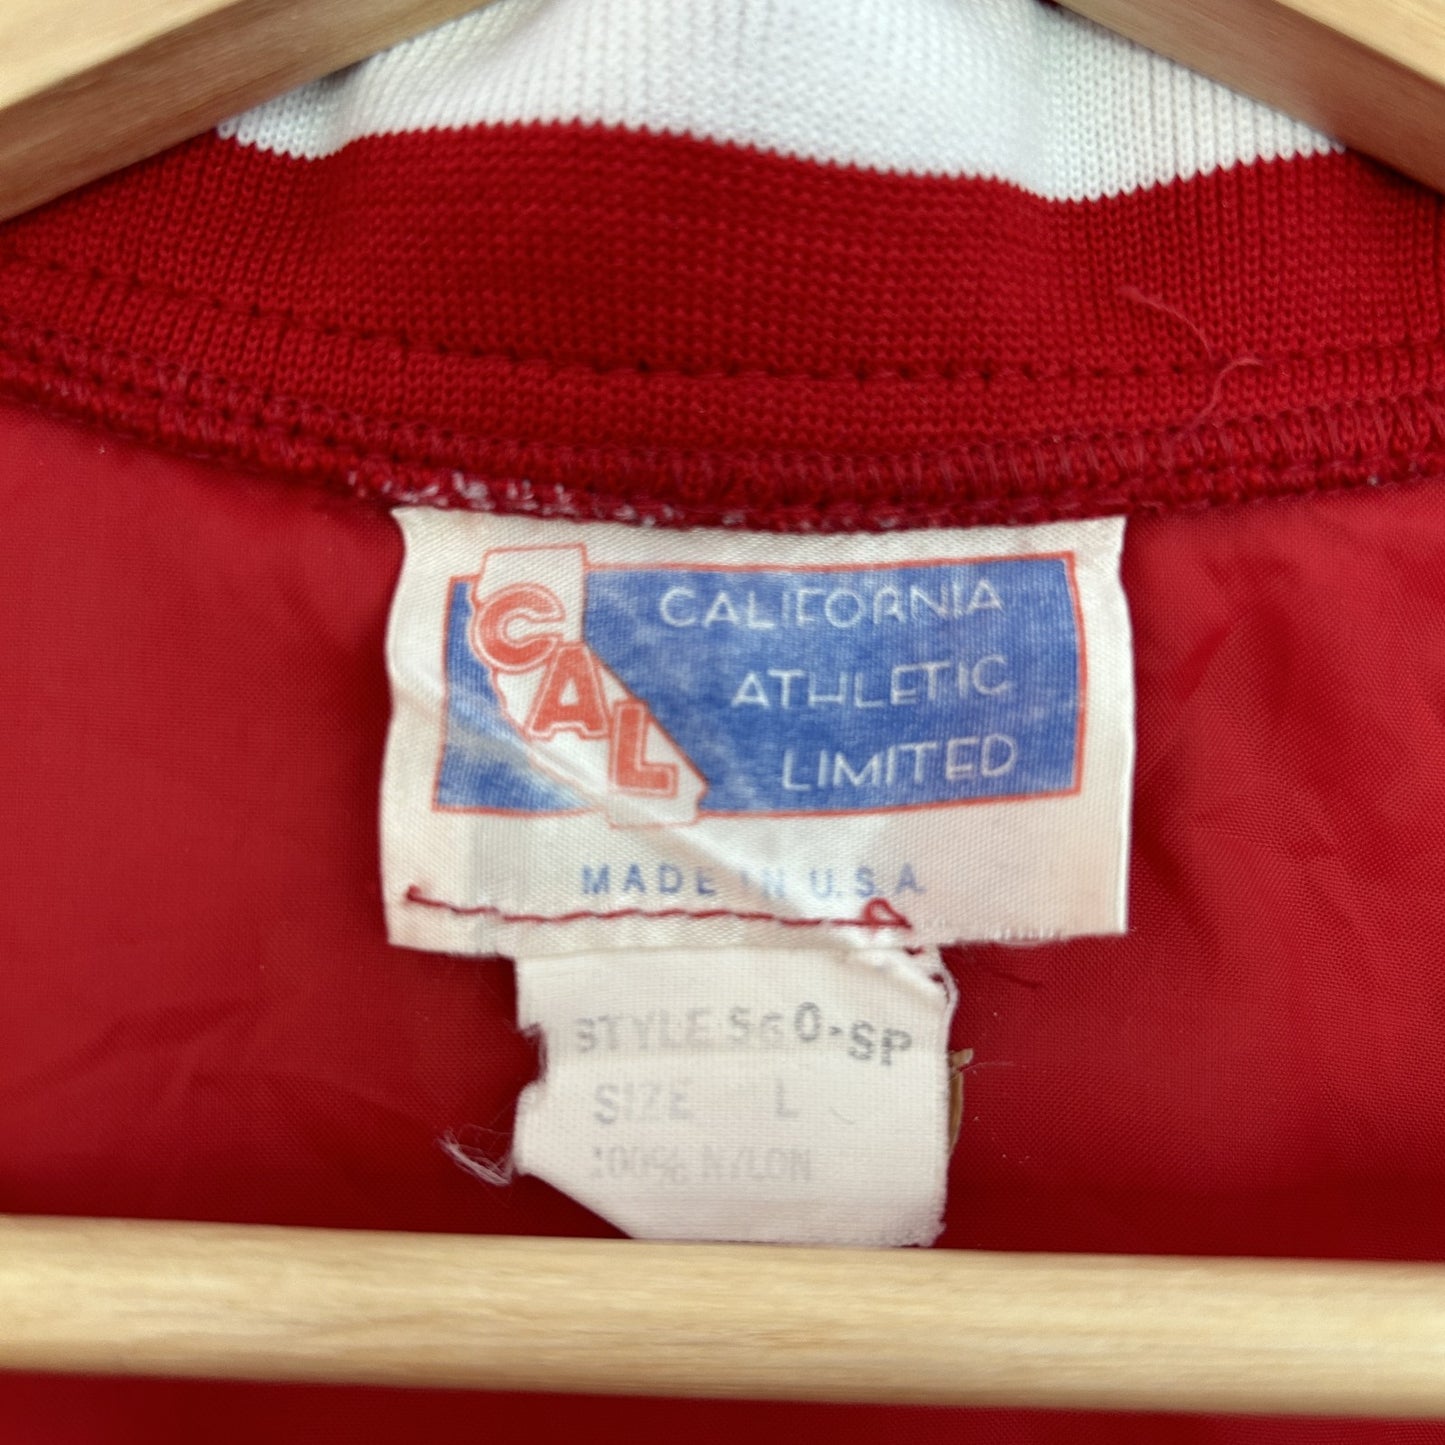 CAL
CALIFORNIA
ATHLETIC
LIMITED
MADE IN U.S.A.
STYLE 560-SP
SIZE L
100% NYLON